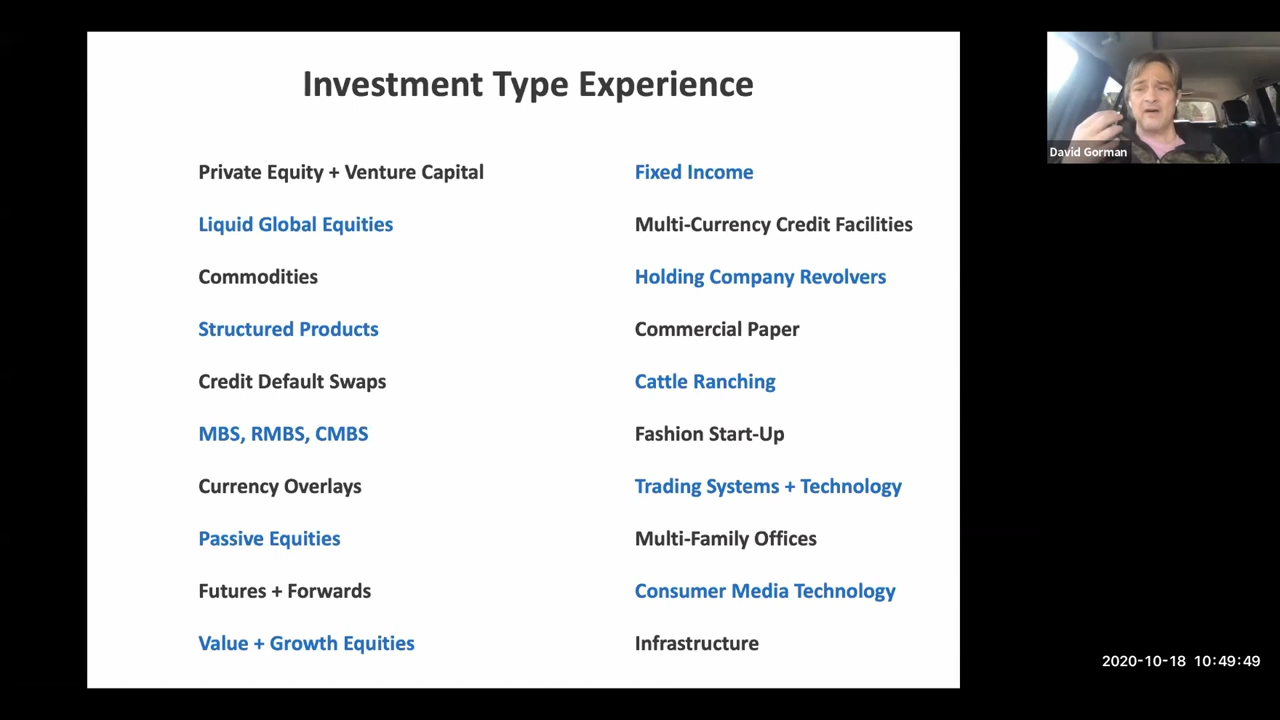 Investment Type Experience
Private Equity + Venture Capital
Liquid Global Equities
Commodities
Structured Products
Credit Default Swaps
MBS, RMBS, CMBS
Currency Overlays
Passive Equities
Futures + Forwards
Value + Growth Equities
Fixed Income
Multi-Currency Credit Facilities
Holding Company Revolvers
Commercial Paper
Cattle Ranching
Fashion Start-Up
Trading Systems + Technology
Multi-Family Offices
Consumer Media Technology
Infrastructure
David Gorman
2020-10-18 10:49:49